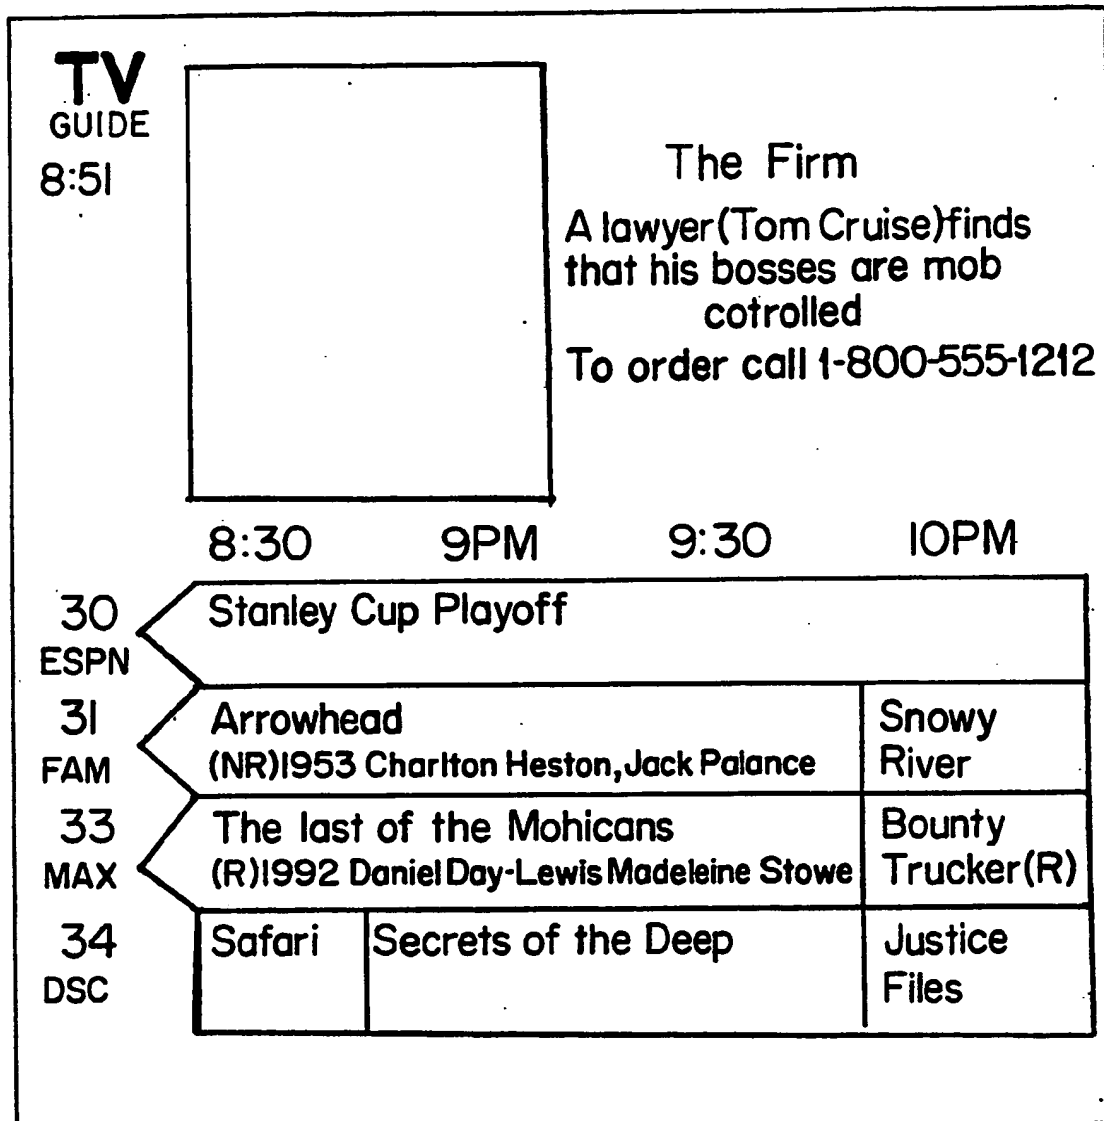 TV
GUIDE
8:51
The Firm
A lawyer(Tom Cruise)finds
that his bosses are mob
cotrolled
To order call 1-800-555-1212
8:30 9PM 9:30 10PM
30 Stanley Cup Playoff
ESPN
31 Arrowhead Snowy
FAM (NR)1953 Charlton Heston,Jack Palance River
33 The last of the Mohicans Bounty
MAX (R)1992 Daniel Day-Lewis Madeleine Stowe Trucker(R)
34 Safari Secrets of the Deep Justice
DSC Files